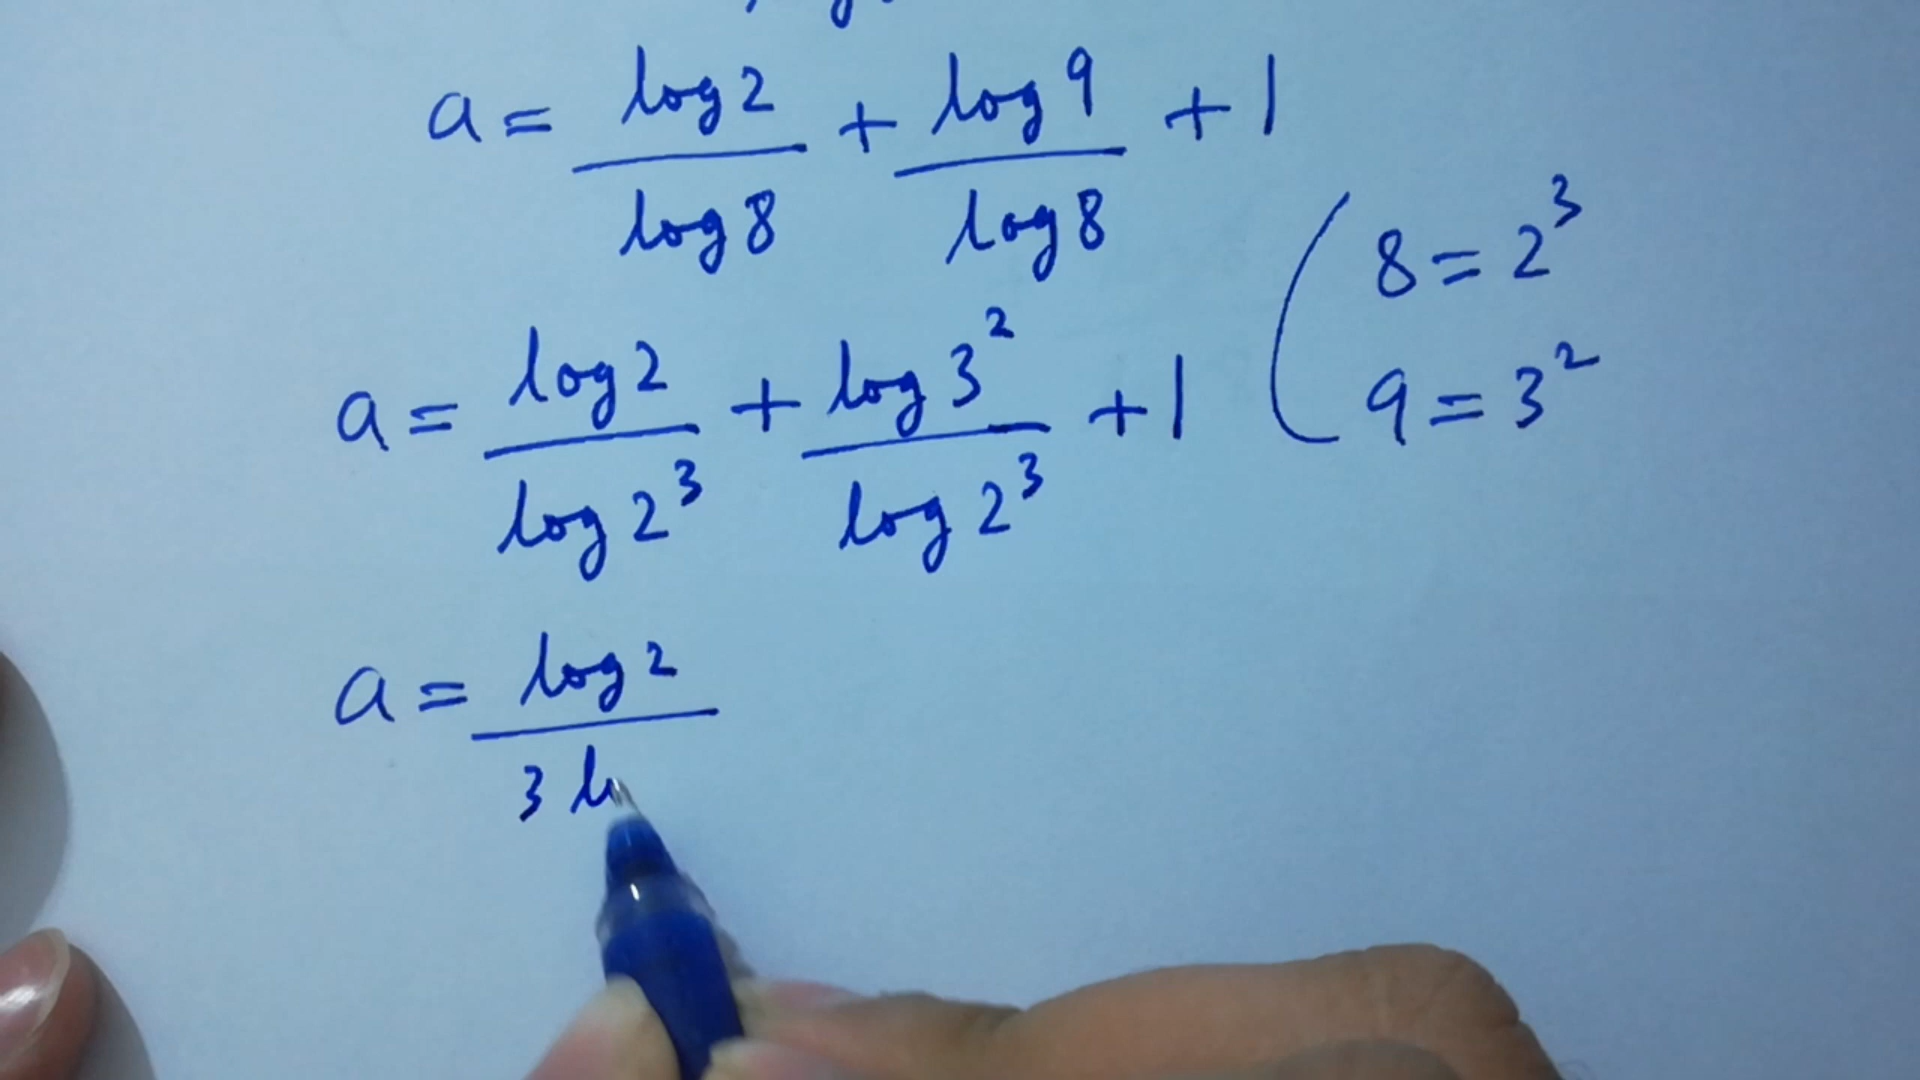 a = log 2 / log 8 + log 9 / log 8 + 1
8 = 2³
a = log 2 / log 2³ + log 3² / log 2³ + 1
9 = 3²
a = log 2 / 3